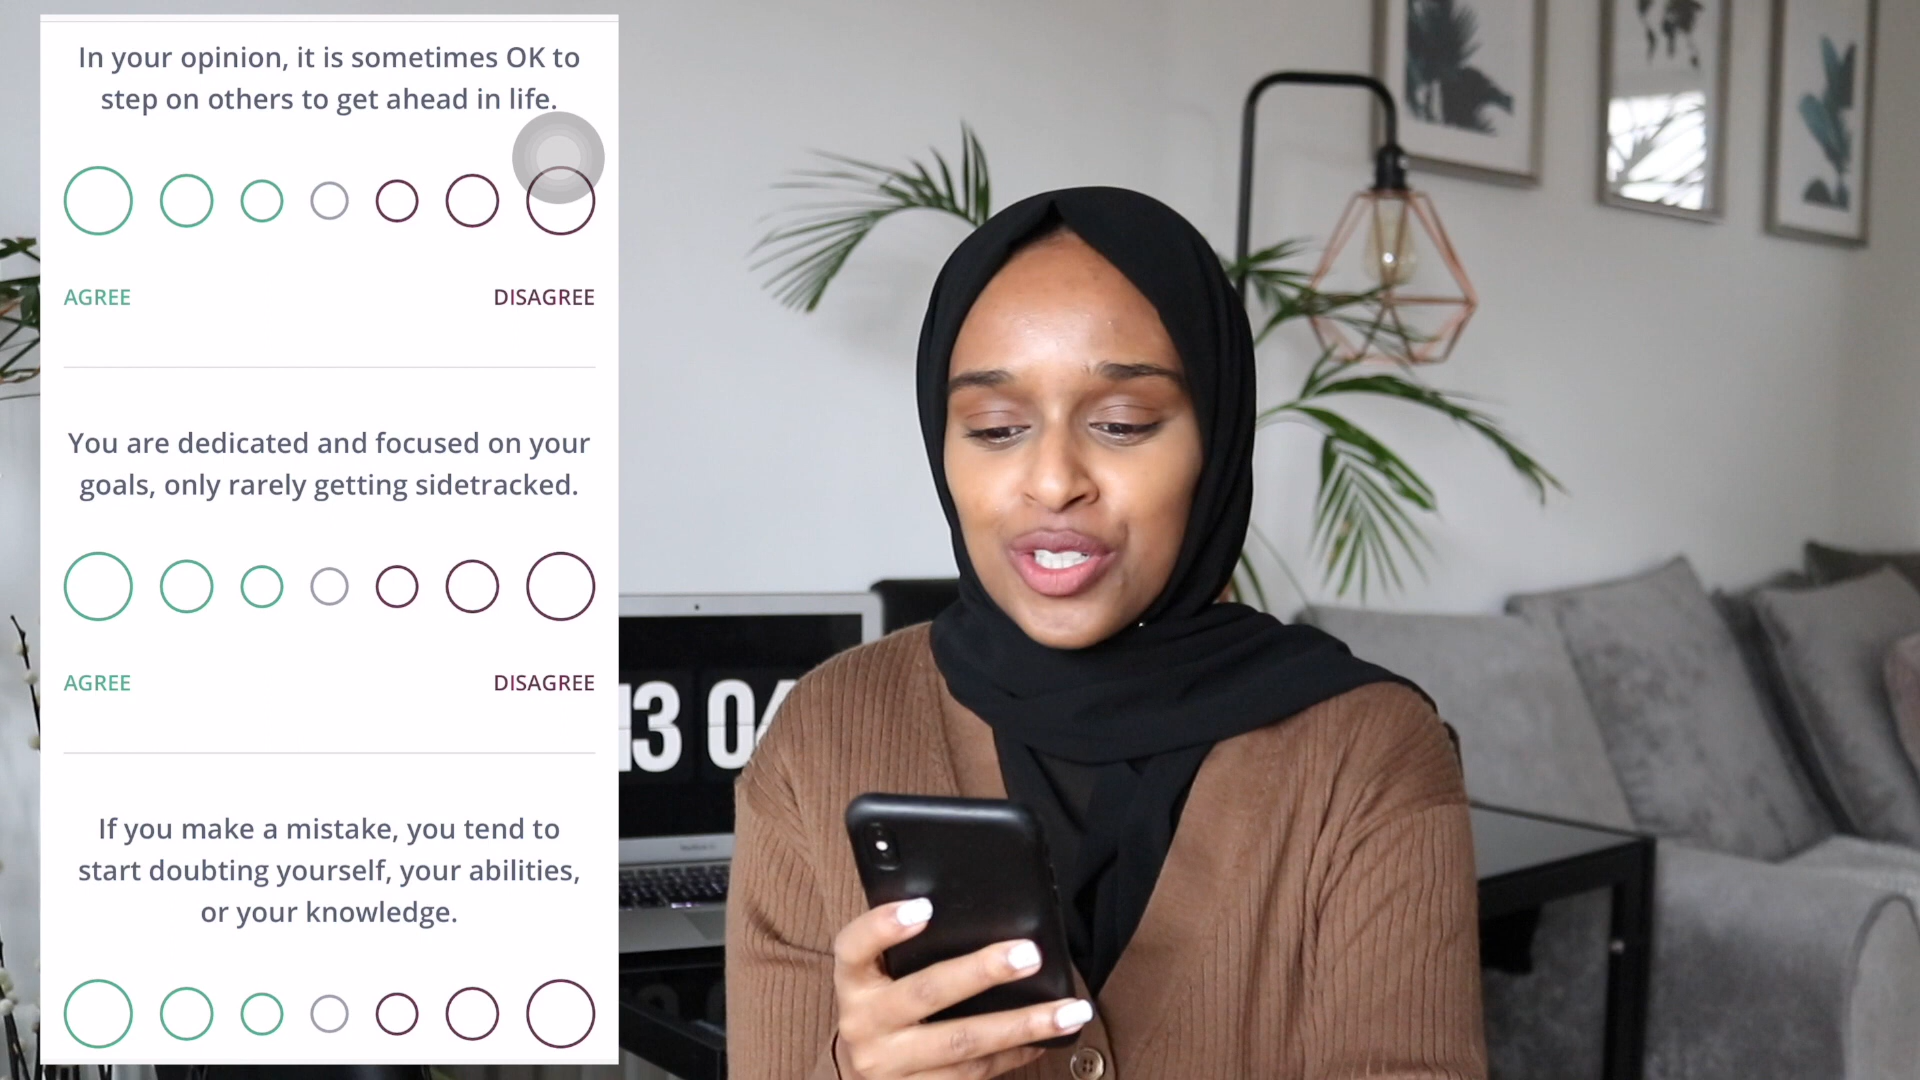 In your opinion, it is sometimes OK to
step on others to get ahead in life.
AGREE
DISAGREE
You are dedicated and focused on your
goals, only rarely getting sidetracked.
AGREE
DISAGREE
13 04
If you make a mistake, you tend to
start doubting yourself, your abilities,
or your knowledge.